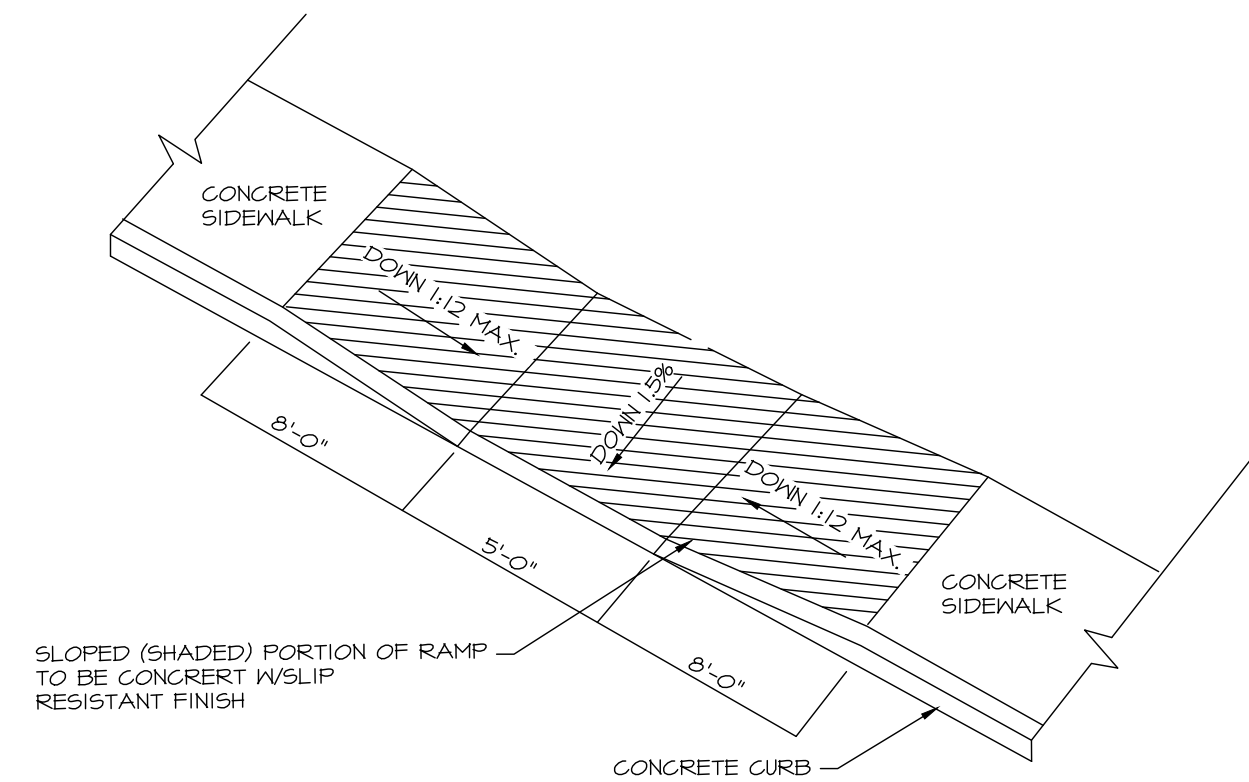 CONCRETE
SIDEWALK
DOWN 1:12 MAX.
DOWN 1.5%
DOWN 1:12 MAX.
CONCRETE
SIDEWALK
8'-0"
5'-0"
8'-0"
SLOPED (SHADED) PORTION OF RAMP
TO BE CONCRERT W/SLIP
RESISTANT FINISH
CONCRETE CURB